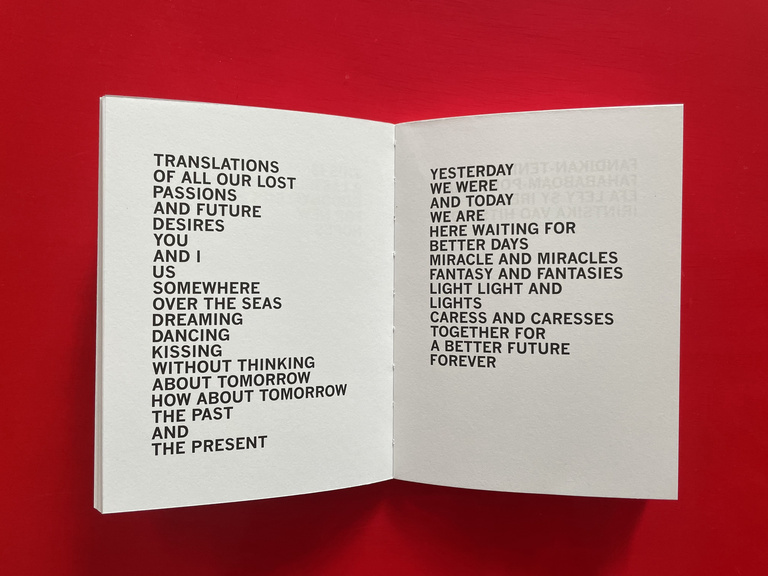 TRANSLATIONS
OF ALL OUR LOST
PASSIONS
AND FUTURE
DESIRES
YOU
AND I
US
SOMEWHERE
OVER THE SEAS
DREAMING
DANCING
KISSING
WITHOUT THINKING
ABOUT TOMORROW
HOW ABOUT TOMORROW
THE PAST
AND
THE PRESENT
YESTERDAY
WE WERE
AND TODAY
WE ARE
HERE WAITING FOR
BETTER DAYS
MIRACLE AND MIRACLES
FANTASY AND FANTASIES
LIGHT LIGHT AND
LIGHTS
CARESS AND CARESSES
TOGETHER FOR
A BETTER FUTURE
FOREVER